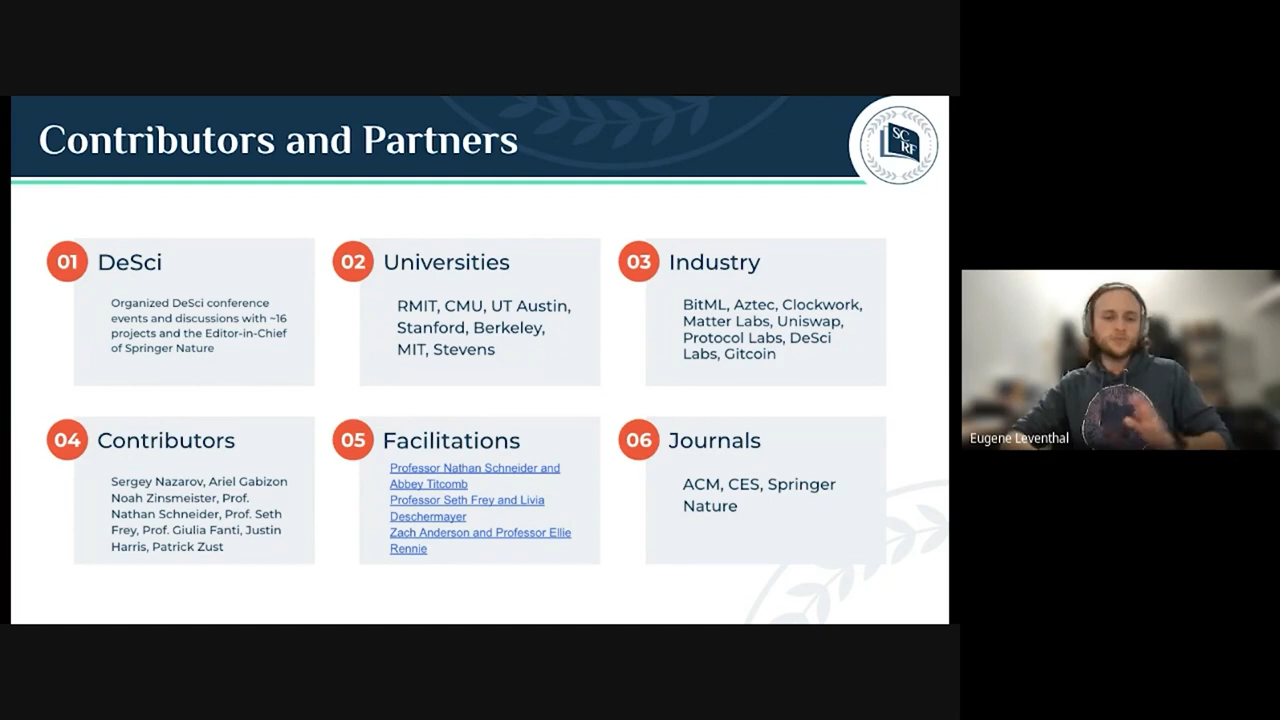 Contributors and Partners
SC
RF
01 DeSci
Organized DeSci conference
events and discussions with ~16
projects and the Editor-in-Chief
of Springer Nature
02 Universities
RMIT, CMU, UT Austin,
Stanford, Berkeley,
MIT, Stevens
03 Industry
BitML, Aztec, Clockwork,
Matter Labs, Uniswap,
Protocol Labs, DeSci
Labs, Gitcoin
04 Contributors
Sergey Nazarov, Ariel Gabizon
Noah Zinsmeister, Prof.
Nathan Schneider, Prof. Seth
Frey, Prof. Giulia Fanti, Justin
Harris, Patrick Zust
05 Facilitations
Professor Nathan Schneider and
Abbey Titcomb
Professor Seth Frey and Livia
Deschermayer
Zach Anderson and Professor Ellie
Rennie
06 Journals
ACM, CES, Springer
Nature
Eugene Leventhal